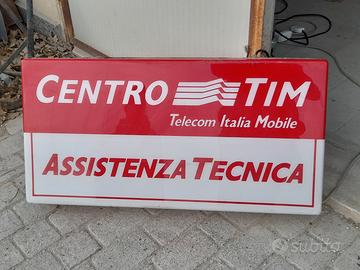 CENTRO TIM
Telecom Italia Mobile
ASSISTENZA TECNICA
subito